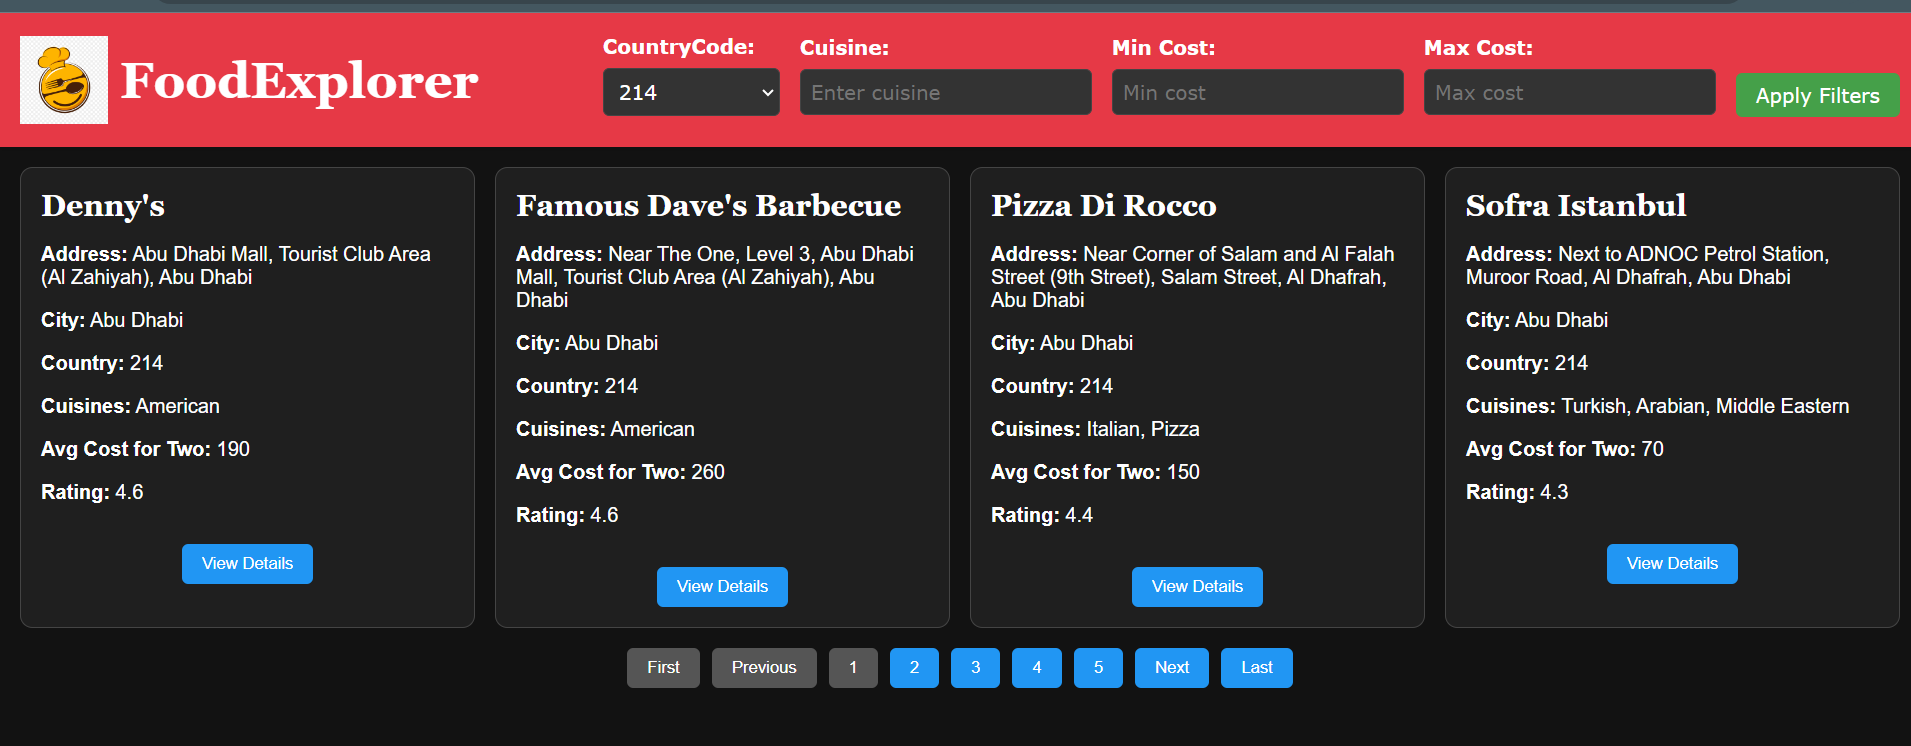 FoodExplorer
CountryCode:
214
Cuisine:
Enter cuisine
Min Cost:
Min cost
Max Cost:
Max cost
Apply Filters
Denny's
Address: Abu Dhabi Mall, Tourist Club Area
(Al Zahiyah), Abu Dhabi
City: Abu Dhabi
Country: 214
Cuisines: American
Avg Cost for Two: 190
Rating: 4.6
View Details
Famous Dave's Barbecue
Address: Near The One, Level 3, Abu Dhabi
Mall, Tourist Club Area (Al Zahiyah), Abu
Dhabi
City: Abu Dhabi
Country: 214
Cuisines: American
Avg Cost for Two: 260
Rating: 4.6
View Details
Pizza Di Rocco
Address: Near Corner of Salam and Al Falah
Street (9th Street), Salam Street, Al Dhafrah,
Abu Dhabi
City: Abu Dhabi
Country: 214
Cuisines: Italian, Pizza
Avg Cost for Two: 150
Rating: 4.4
View Details
Sofra Istanbul
Address: Next to ADNOC Petrol Station,
Muroor Road, Al Dhafrah, Abu Dhabi
City: Abu Dhabi
Country: 214
Cuisines: Turkish, Arabian, Middle Eastern
Avg Cost for Two: 70
Rating: 4.3
View Details
First Previous 1 2 3 4 5 Next Last